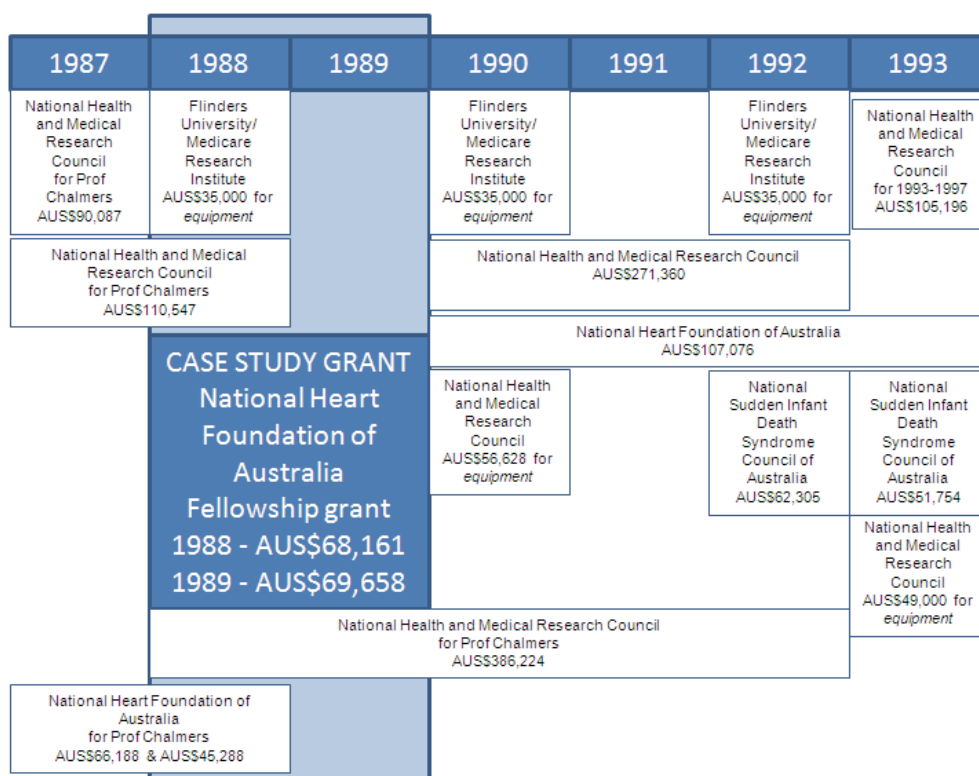 1987
1988
1989
1990
1991
1992
1993
National Health
and Medical
Research
Council
for Prof
Chalmers
AUS$90,087
Flinders
University/
Medicare
Research
Institute
AUS$35,000 for
equipment
Flinders
University/
Medicare
Research
Institute
AUS$35,000 for
equipment
Flinders
University/
Medicare
Research
Institute
AUS$35,000 for
equipment
National Health
and Medical
Research
Council
for 1993-1997
AUS$105,196
National Health and Medical
Research Council
for Prof Chalmers
AUS$110,547
National Health and Medical Research Council
AUS$271,360
National Heart Foundation of Australia
AUS$107,076
CASE STUDY GRANT
National Heart
Foundation of
Australia
Fellowship grant
1988 - AUS$68,161
1989 - AUS$69,658
National Health
and Medical
Research
Council
AUS$56,628 for
equipment
National
Sudden Infant
Death
Syndrome
Council of
Australia
AUS$62,305
National
Sudden Infant
Death
Syndrome
Council of
Australia
AUS$51,754
National Health
and Medical
Research
Council
AUS$49,000 for
equipment
National Health and Medical Research Council
for Prof Chalmers
AUS$386,224
National Heart Foundation of
Australia
for Prof Chalmers
AUS$66,188 & AUS$45,288